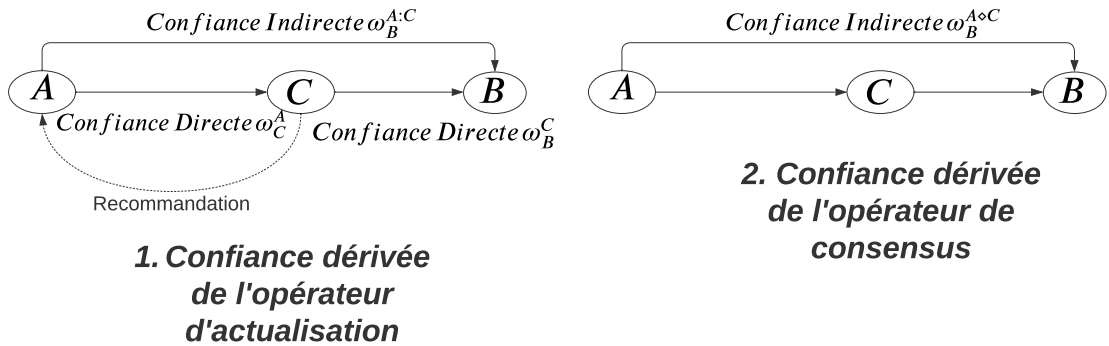 Confiance Indirecte ω_B^{A:C}
A
C
B
Confiance Directe ω_C^A
Confiance Directe ω_B^C
Recommandation
1. Confiance dérivée
de l'opérateur
d'actualisation
Confiance Indirecte ω_B^{A⋄C}
A
C
B
2. Confiance dérivée
de l'opérateur de
consensus